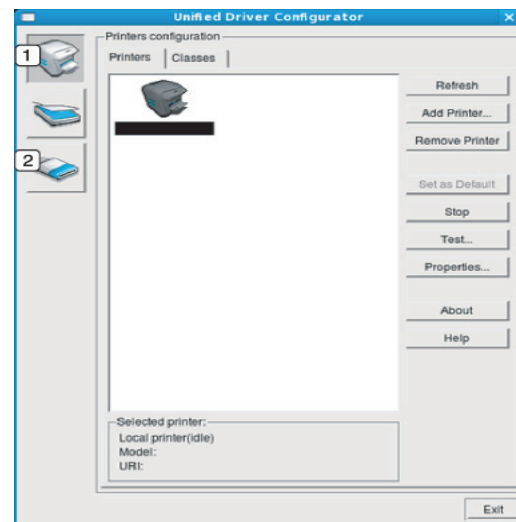 Unified Driver Configurator
Printers configuration
1
Printers Classes
2
Refresh
Add Printer...
Remove Printer
Set as Default
Stop
Test...
Properties...
About
Help
Selected printer:
Local printer(idle)
Model:
URI:
Exit